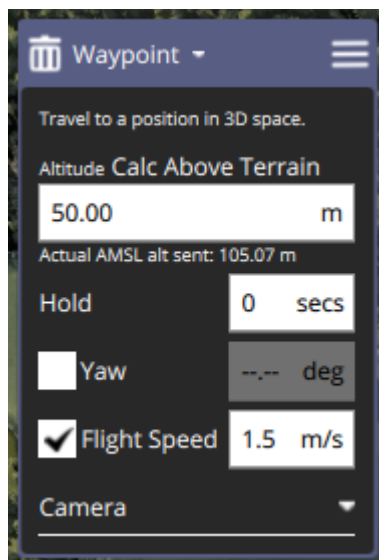 Waypoint
Travel to a position in 3D space.
Altitude Calc Above Terrain
50.00 m
Actual AMSL alt sent: 105.07 m
Hold 0 secs
Yaw --.-- deg
Flight Speed 1.5 m/s
Camera